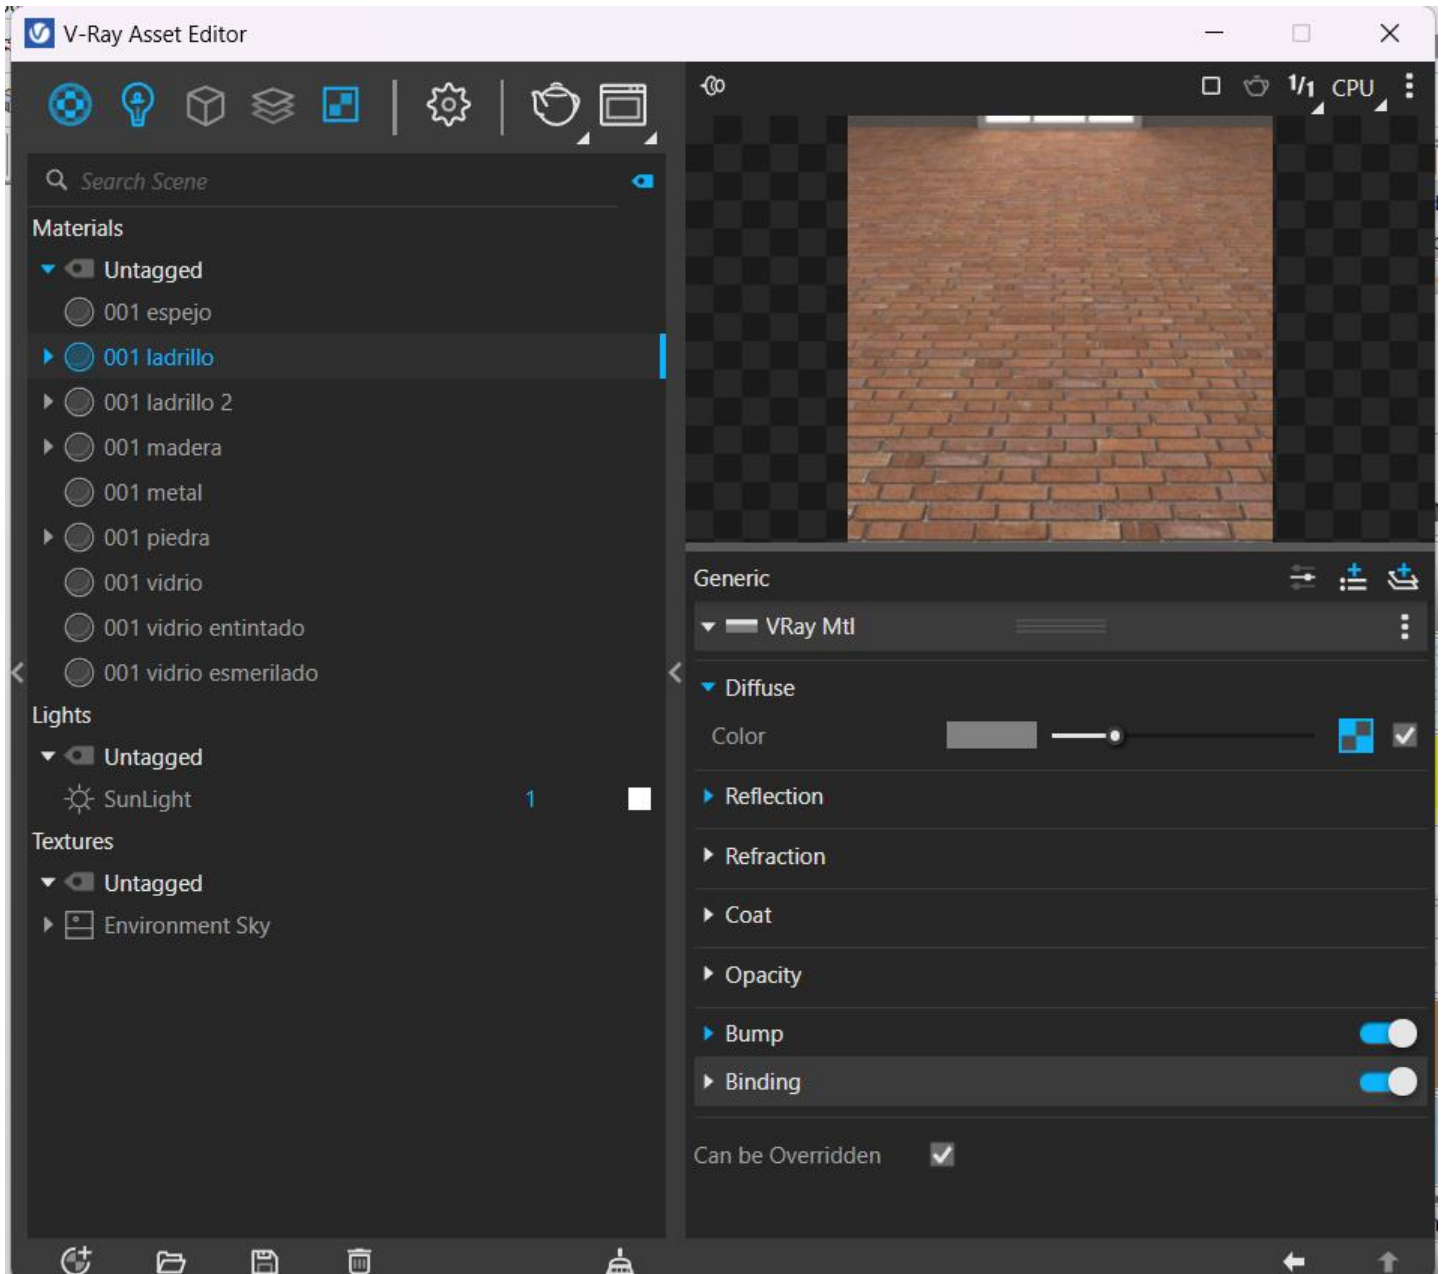 V-Ray Asset Editor
1/1 CPU
Search Scene
Materials
Untagged
001 espejo
001 ladrillo
001 ladrillo 2
001 madera
001 metal
001 piedra
001 vidrio
001 vidrio entintado
001 vidrio esmerilado
Lights
Untagged
SunLight 1
Textures
Untagged
Environment Sky
Generic
VRay Mtl
Diffuse
Color
Reflection
Refraction
Coat
Opacity
Bump
Binding
Can be Overridden